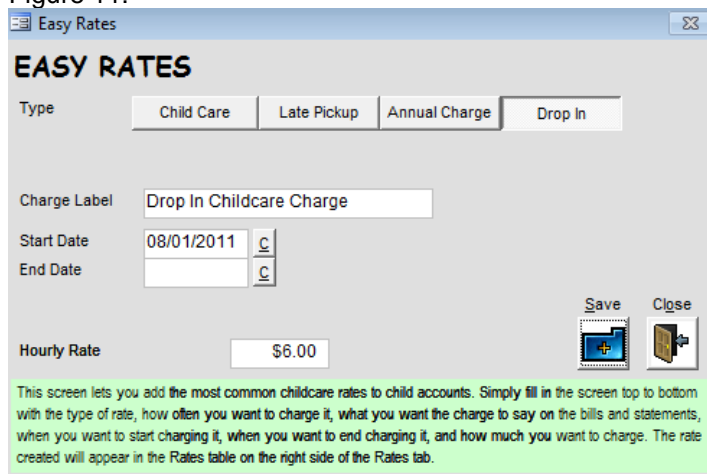 Figure 11:
Easy Rates
EASY RATES
Type Child Care Late Pickup Annual Charge Drop In
Charge Label Drop In Childcare Charge
Start Date 08/01/2011 C
End Date C
Save Close
Hourly Rate $6.00
This screen lets you add the most common childcare rates to child accounts. Simply fill in the screen top to bottom
with the type of rate, how often you want to charge it, what you want the charge to say on the bills and statements,
when you want to start charging it, when you want to end charging it, and how much you want to charge. The rate
created will appear in the Rates table on the right side of the Rates tab.